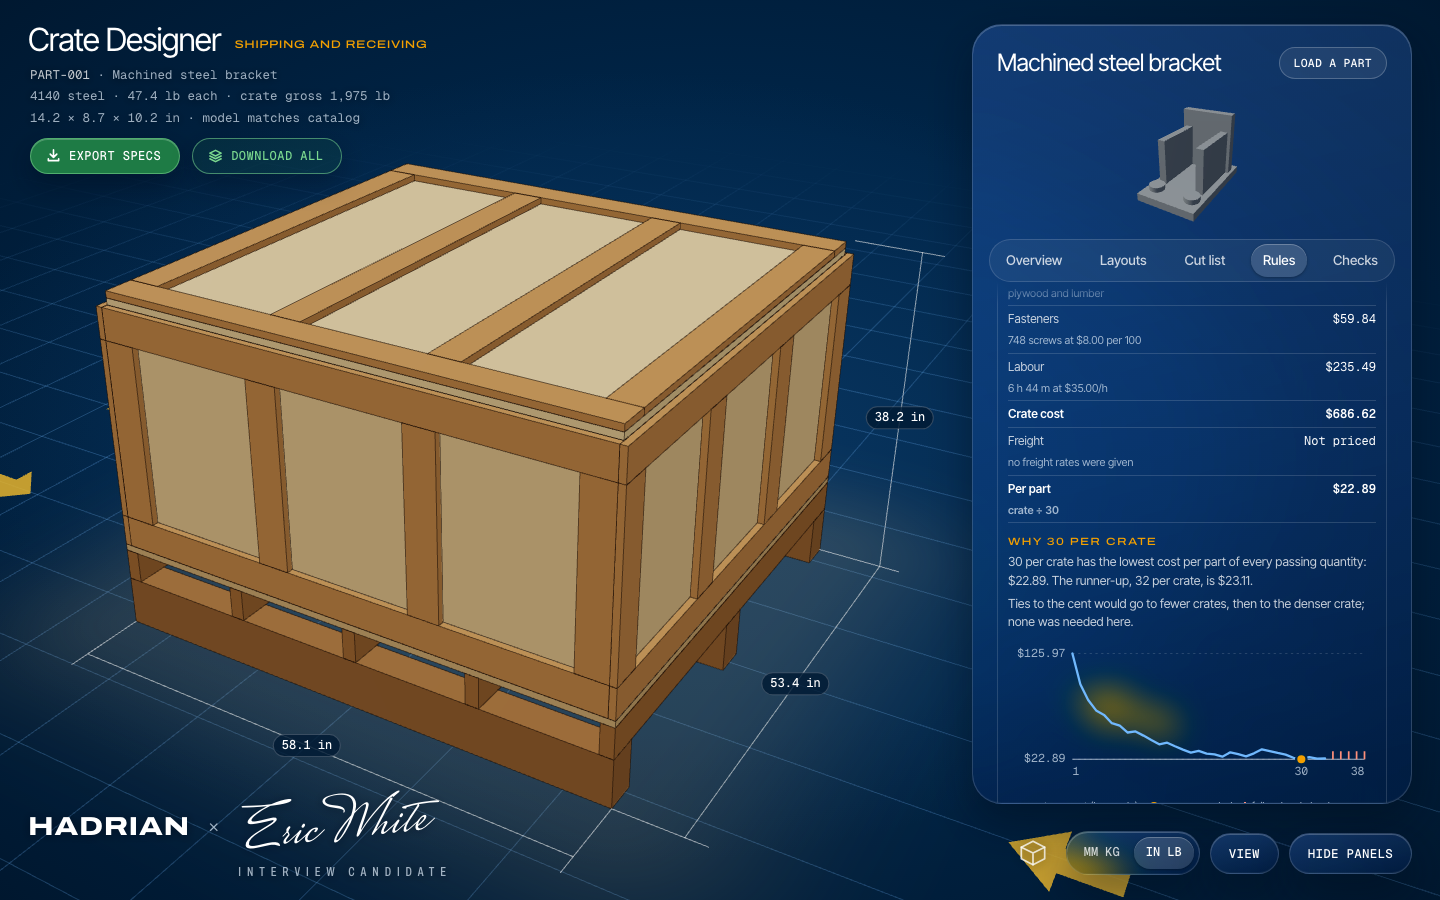 Crate Designer SHIPPING AND RECEIVING
PART-001 · Machined steel bracket
4140 steel · 47.4 lb each · crate gross 1,975 lb
14.2 × 8.7 × 10.2 in · model matches catalog
EXPORT SPECS
DOWNLOAD ALL
38.2 in
53.4 in
58.1 in
HADRIAN × Eric White
INTERVIEW CANDIDATE
Machined steel bracket
LOAD A PART
Overview Layouts Cut list Rules Checks
plywood and lumber
Fasteners $59.84
748 screws at $8.00 per 100
Labour $235.49
6 h 44 m at $35.00/h
Crate cost $686.62
Freight Not priced
no freight rates were given
Per part $22.89
crate ÷ 30
WHY 30 PER CRATE
30 per crate has the lowest cost per part of every passing quantity:
$22.89. The runner-up, 32 per crate, is $23.11.
Ties to the cent would go to fewer crates, then to the denser crate;
none was needed here.
$125.97
$22.89
1 30 38
MM KG IN LB
VIEW
HIDE PANELS